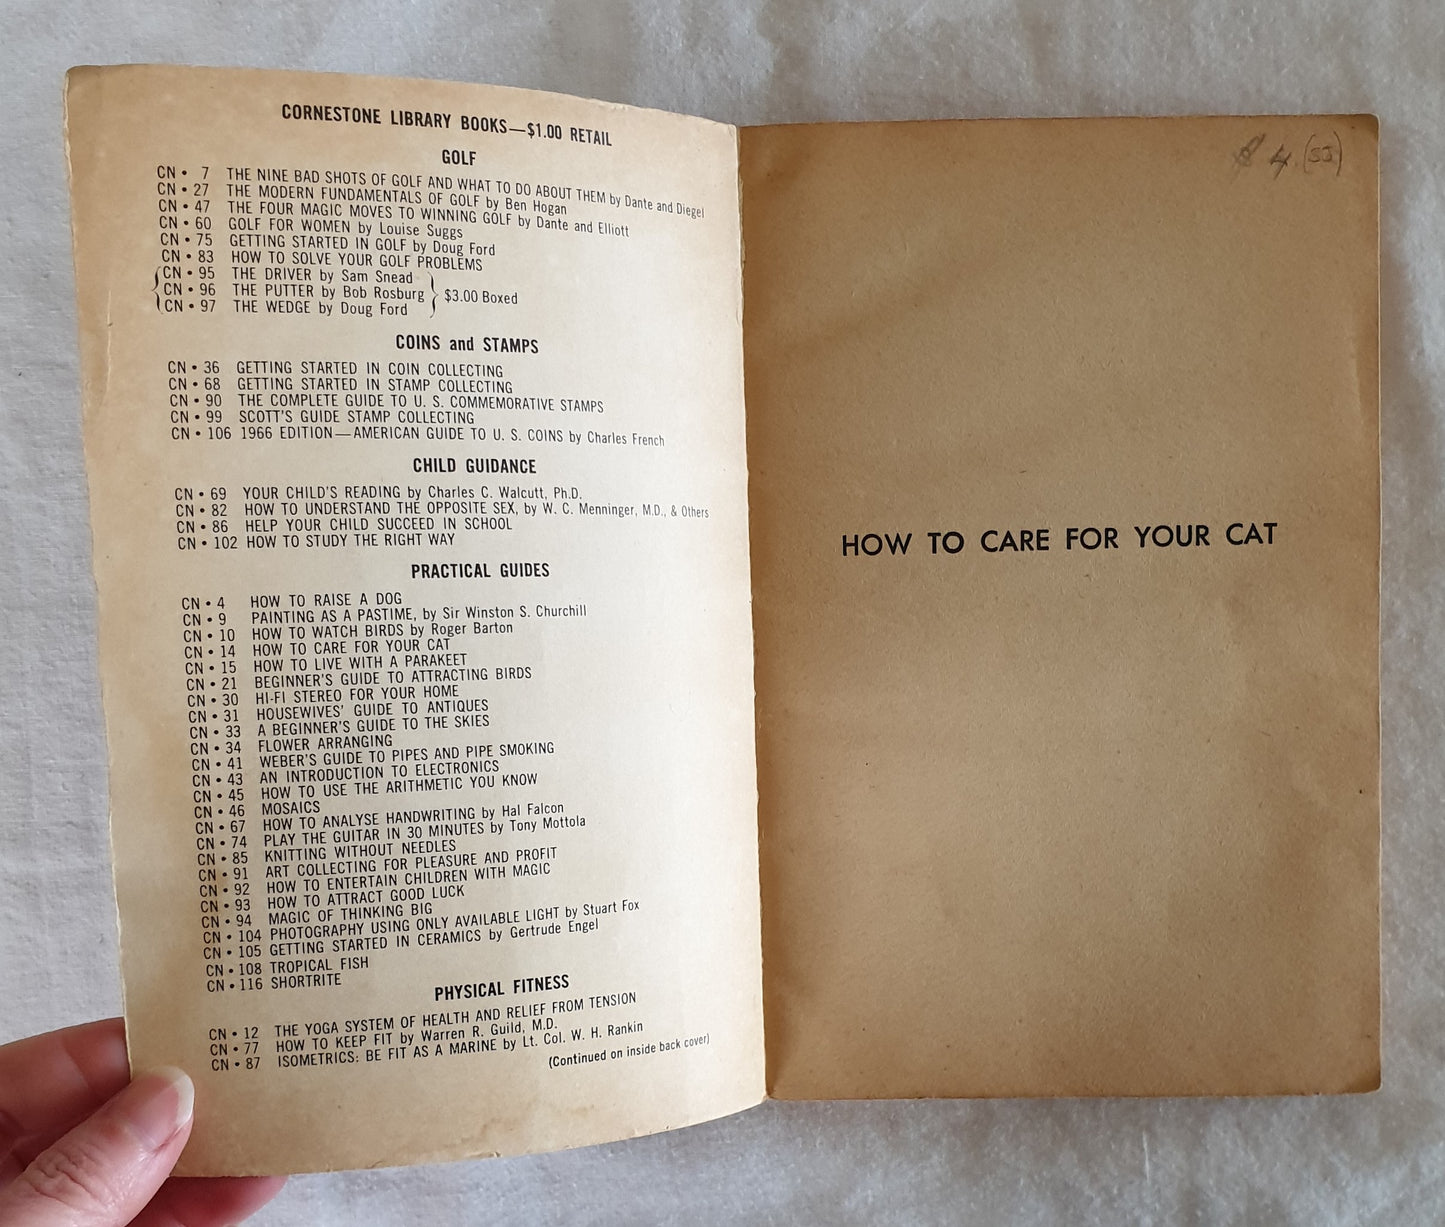 CORNESTONE LIBRARY BOOKS—$1.00 RETAIL
GOLF
CN • 7 THE NINE BAD SHOTS OF GOLF AND WHAT TO DO ABOUT THEM by Dante and Diegel
CN • 27 THE MODERN FUNDAMENTALS OF GOLF by Ben Hogan
CN • 47 THE FOUR MAGIC MOVES TO WINNING GOLF by Dante and Elliott
CN • 60 GOLF FOR WOMEN by Louise Suggs
CN • 75 GETTING STARTED IN GOLF by Doug Ford
CN • 83 HOW TO SOLVE YOUR GOLF PROBLEMS
CN • 95 THE DRIVER by Sam Snead
CN • 96 THE PUTTER by Bob Rosburg $3.00 Boxed
CN • 97 THE WEDGE by Doug Ford
COINS and STAMPS
CN • 36 GETTING STARTED IN COIN COLLECTING
CN • 68 GETTING STARTED IN STAMP COLLECTING
CN • 90 THE COMPLETE GUIDE TO U. S. COMMEMORATIVE STAMPS
CN • 99 SCOTT'S GUIDE STAMP COLLECTING
CN • 106 1966 EDITION—AMERICAN GUIDE TO U. S. COINS by Charles French
CHILD GUIDANCE
CN • 69 YOUR CHILD'S READING by Charles C. Walcutt, Ph.D.
CN • 82 HOW TO UNDERSTAND THE OPPOSITE SEX, by W. C. Menninger, M.D., & Others
CN • 86 HELP YOUR CHILD SUCCEED IN SCHOOL
CN • 102 HOW TO STUDY THE RIGHT WAY
PRACTICAL GUIDES
CN • 4 HOW TO RAISE A DOG
CN • 9 PAINTING AS A PASTIME, by Sir Winston S. Churchill
CN • 10 HOW TO WATCH BIRDS by Roger Barton
CN • 14 HOW TO CARE FOR YOUR CAT
CN • 15 HOW TO LIVE WITH A PARAKEET
CN • 21 BEGINNER'S GUIDE TO ATTRACTING BIRDS
CN • 30 HI-FI STEREO FOR YOUR HOME
CN • 31 HOUSEWIVES' GUIDE TO ANTIQUES
CN • 33 A BEGINNER'S GUIDE TO THE SKIES
CN • 34 FLOWER ARRANGING
CN • 41 WEBER'S GUIDE TO PIPES AND PIPE SMOKING
CN • 43 AN INTRODUCTION TO ELECTRONICS
CN • 45 HOW TO USE THE ARITHMETIC YOU KNOW
CN • 46 MOSAICS
CN • 67 HOW TO ANALYSE HANDWRITING by Hal Falcon
CN • 74 PLAY THE GUITAR IN 30 MINUTES by Tony Mottola
CN • 85 KNITTING WITHOUT NEEDLES
CN • 91 ART COLLECTING FOR PLEASURE AND PROFIT
CN • 92 HOW TO ENTERTAIN CHILDREN WITH MAGIC
CN • 93 HOW TO ATTRACT GOOD LUCK
CN • 94 MAGIC OF THINKING BIG
CN • 104 PHOTOGRAPHY USING ONLY AVAILABLE LIGHT by Stuart Fox
CN • 105 GETTING STARTED IN CERAMICS by Gertrude Engel
CN • 108 TROPICAL FISH
CN • 116 SHORTRITE
PHYSICAL FITNESS
CN • 12 THE YOGA SYSTEM OF HEALTH AND RELIEF FROM TENSION
CN • 77 HOW TO KEEP FIT by Warren R. Guild, M.D.
CN • 87 ISOMETRICS: BE FIT AS A MARINE by Lt. Col. W. H. Rankin
(Continued on inside back cover)
$ 4.
HOW TO CARE FOR YOUR CAT